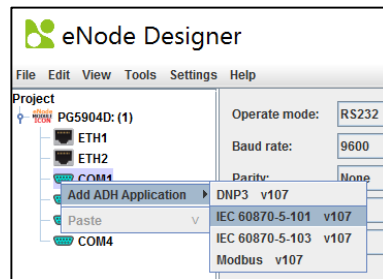 eNode Designer
File Edit View Tools Settings Help
Project
PG5904D: (1)
ETH1
ETH2
COM1
COM4
Add ADH Application
Paste V
DNP3 v107
IEC 60870-5-101 v107
IEC 60870-5-103 v107
Modbus v107
Operate mode: RS232
Baud rate: 9600
Parity: None